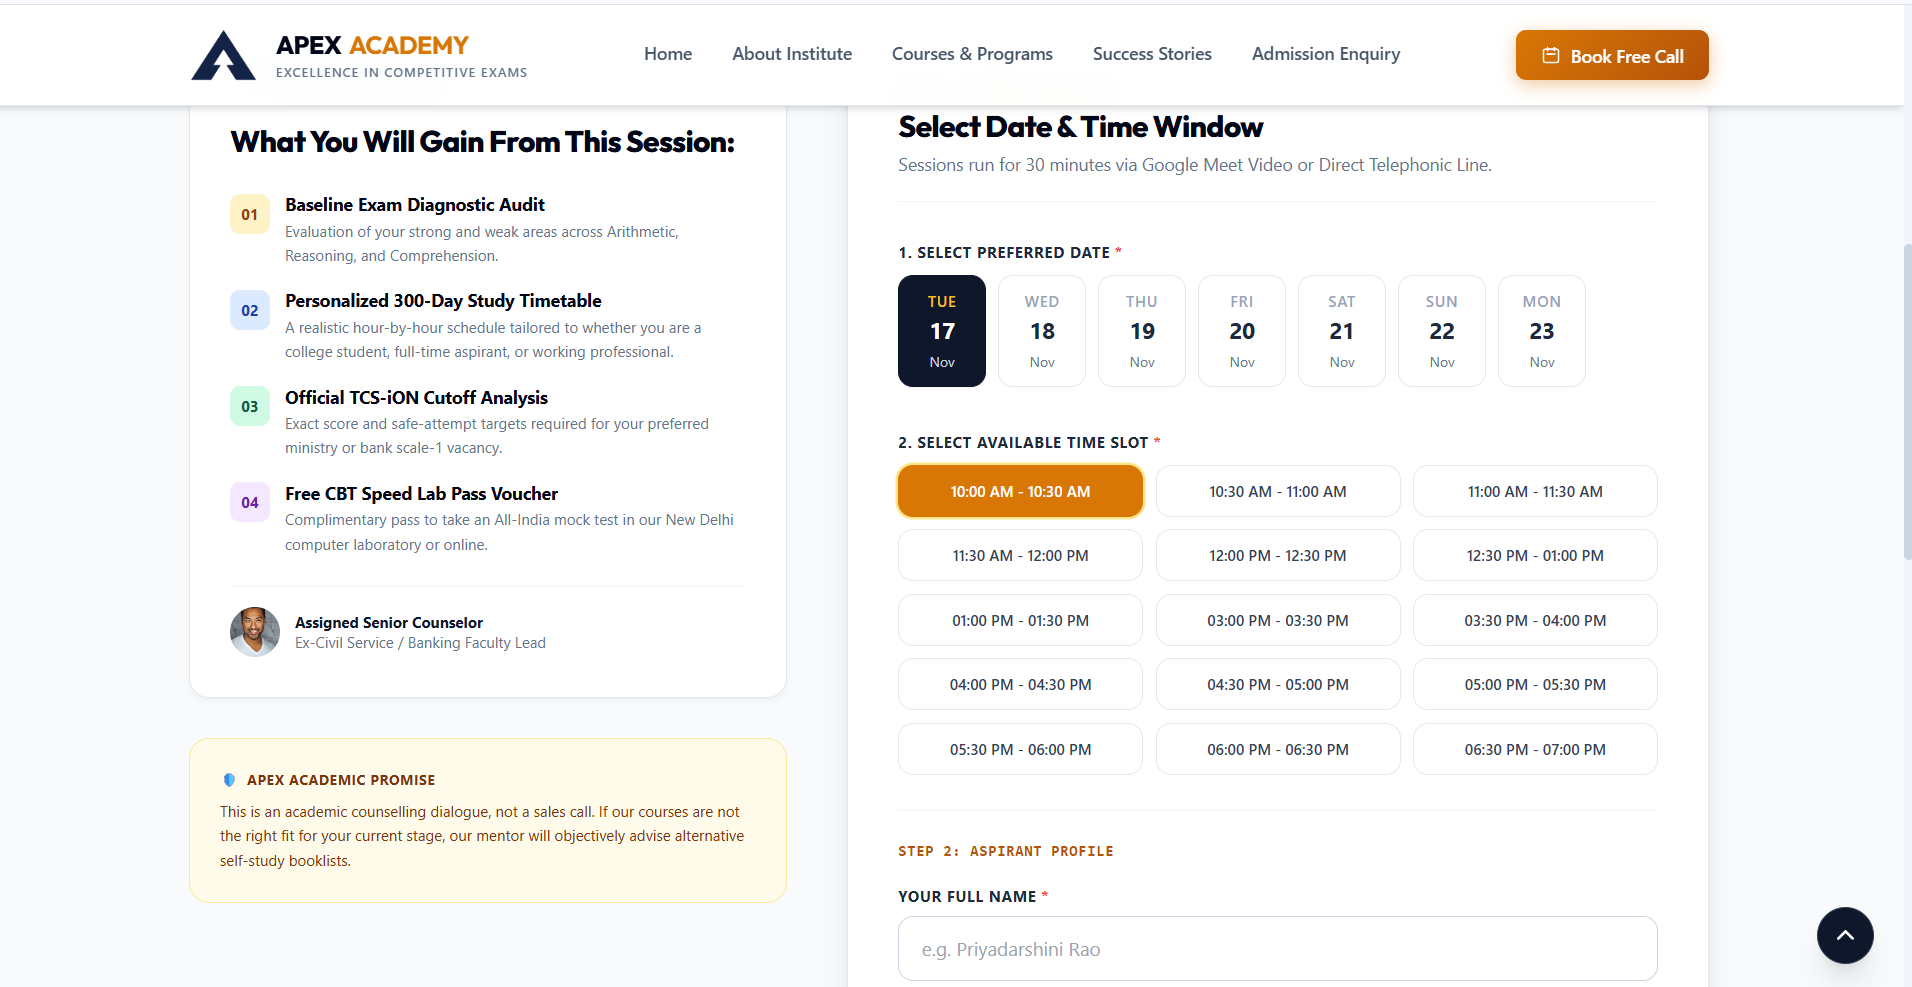 APEX ACADEMY
EXCELLENCE IN COMPETITIVE EXAMS
Home
About Institute
Courses & Programs
Success Stories
Admission Enquiry
Book Free Call
What You Will Gain From This Session:
01
Baseline Exam Diagnostic Audit
Evaluation of your strong and weak areas across Arithmetic,
Reasoning, and Comprehension.
02
Personalized 300-Day Study Timetable
A realistic hour-by-hour schedule tailored to whether you are a
college student, full-time aspirant, or working professional.
03
Official TCS-iON Cutoff Analysis
Exact score and safe-attempt targets required for your preferred
ministry or bank scale-1 vacancy.
04
Free CBT Speed Lab Pass Voucher
Complimentary pass to take an All-India mock test in our New Delhi
computer laboratory or online.
Assigned Senior Counselor
Ex-Civil Service / Banking Faculty Lead
APEX ACADEMIC PROMISE
This is an academic counselling dialogue, not a sales call. If our courses are not
the right fit for your current stage, our mentor will objectively advise alternative
self-study booklists.
Select Date & Time Window
Sessions run for 30 minutes via Google Meet Video or Direct Telephonic Line.
1. SELECT PREFERRED DATE *
TUE
17
Nov
WED
18
Nov
THU
19
Nov
FRI
20
Nov
SAT
21
Nov
SUN
22
Nov
MON
23
Nov
2. SELECT AVAILABLE TIME SLOT *
10:00 AM - 10:30 AM
10:30 AM - 11:00 AM
11:00 AM - 11:30 AM
11:30 AM - 12:00 PM
12:00 PM - 12:30 PM
12:30 PM - 01:00 PM
01:00 PM - 01:30 PM
03:00 PM - 03:30 PM
03:30 PM - 04:00 PM
04:00 PM - 04:30 PM
04:30 PM - 05:00 PM
05:00 PM - 05:30 PM
05:30 PM - 06:00 PM
06:00 PM - 06:30 PM
06:30 PM - 07:00 PM
STEP 2: ASPIRANT PROFILE
YOUR FULL NAME *
e.g. Priyadarshini Rao